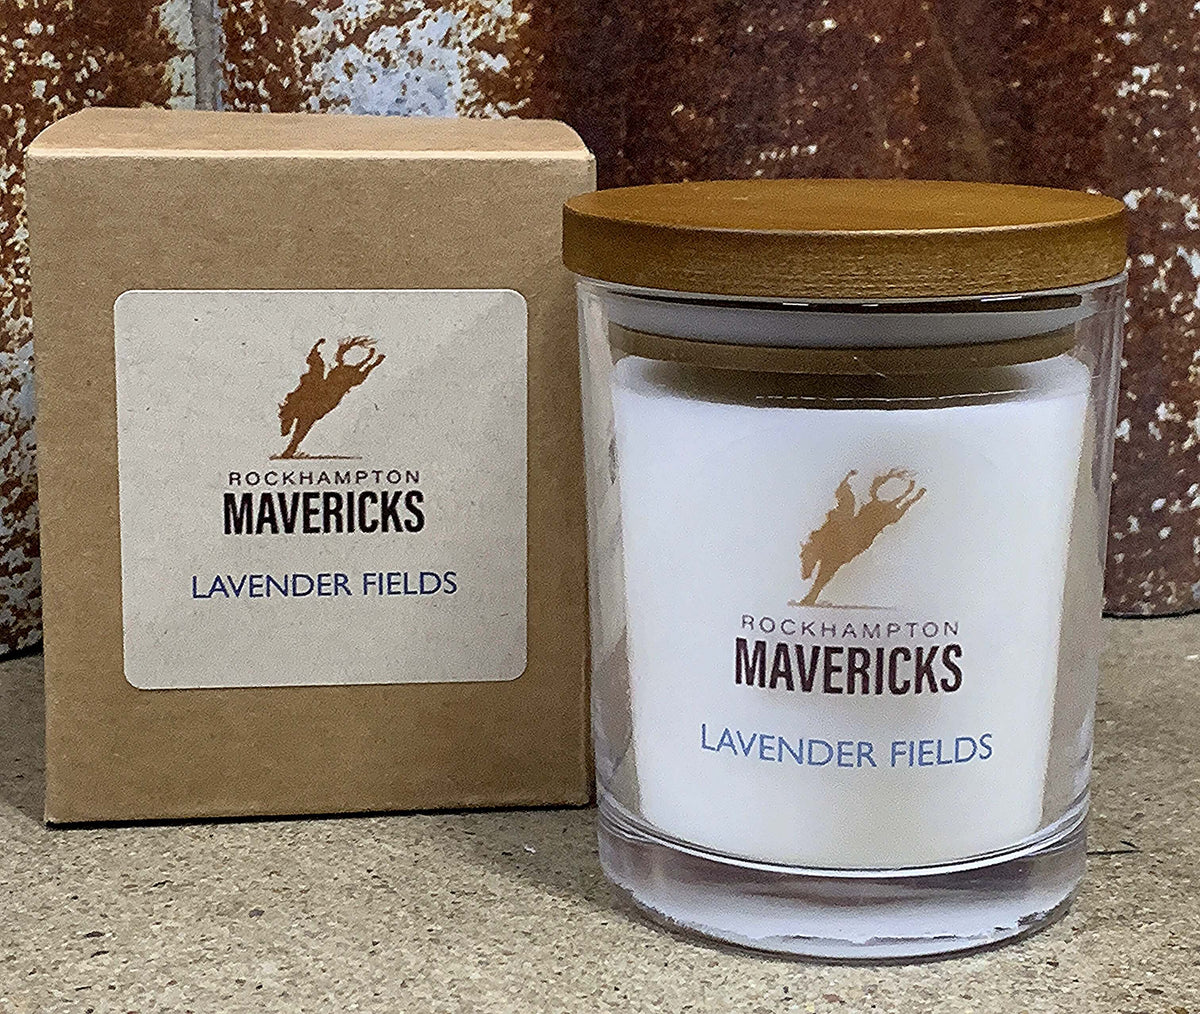 ROCKHAMPTON
MAVERICKS
LAVENDER FIELDS
ROCKHAMPTON
MAVERICKS
LAVENDER FIELDS